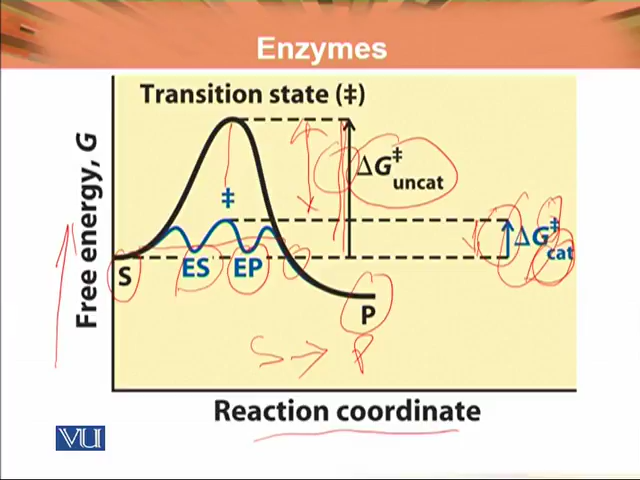 Enzymes
Transition state (‡)
Free energy, G
ΔG‡uncat
‡
ΔG‡cat
S
ES
EP
P
S → P
Reaction coordinate
VU